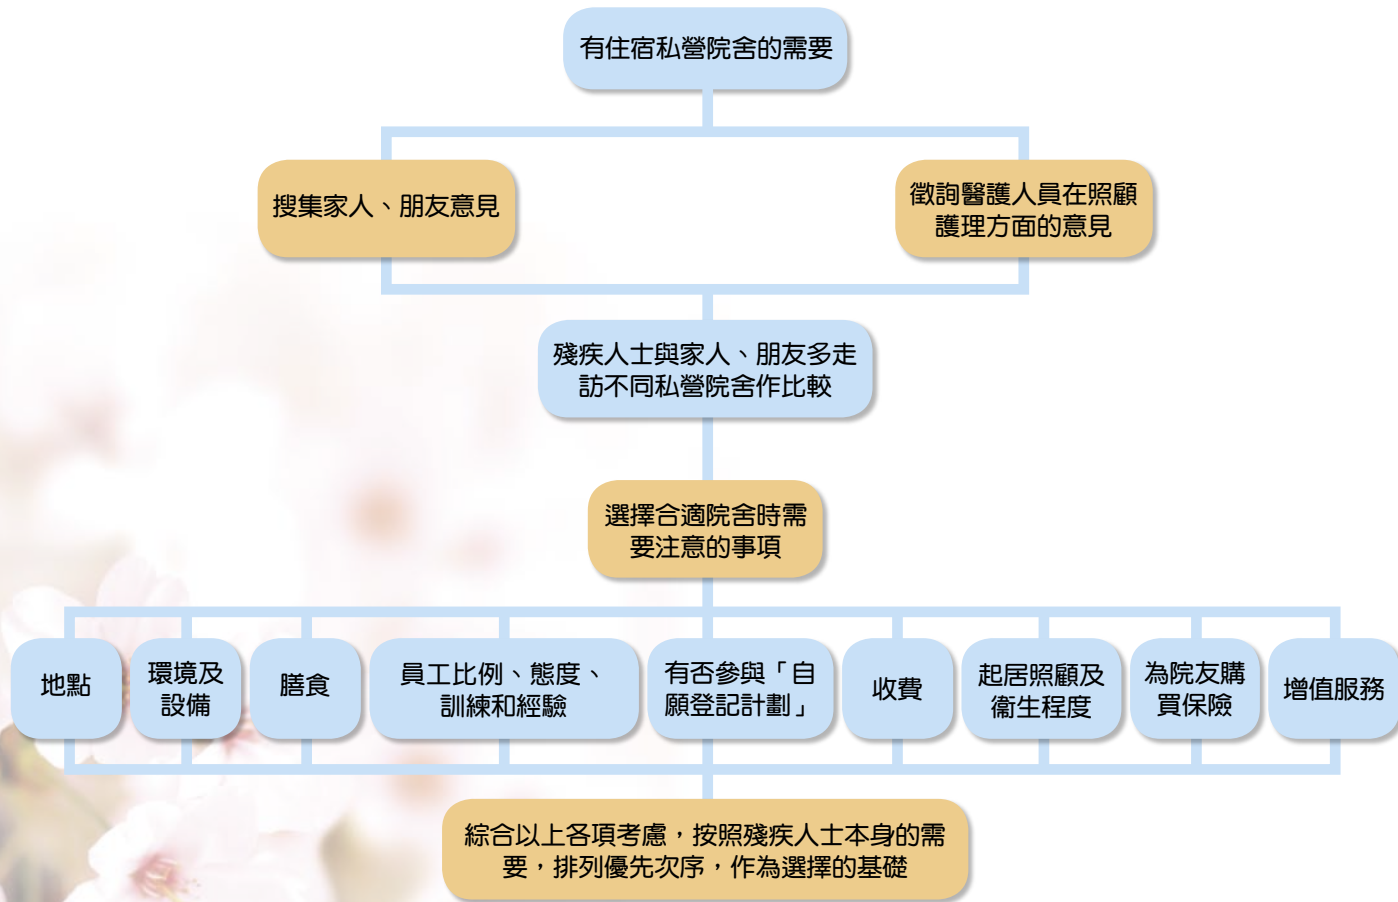 有住宿私營院舍的需要
搜集家人、朋友意見
徵詢醫護人員在照顧
護理方面的意見
殘疾人士與家人、朋友多走
訪不同私營院舍作比較
選擇合適院舍時需
要注意的事項
地點
環境及
設備
膳食
員工比例、態度、
訓練和經驗
有否參與「自
願登記計劃」
收費
起居照顧及
衞生程度
為院友購
買保險
增值服務
綜合以上各項考慮，按照殘疾人士本身的需
要，排列優先次序，作為選擇的基礎